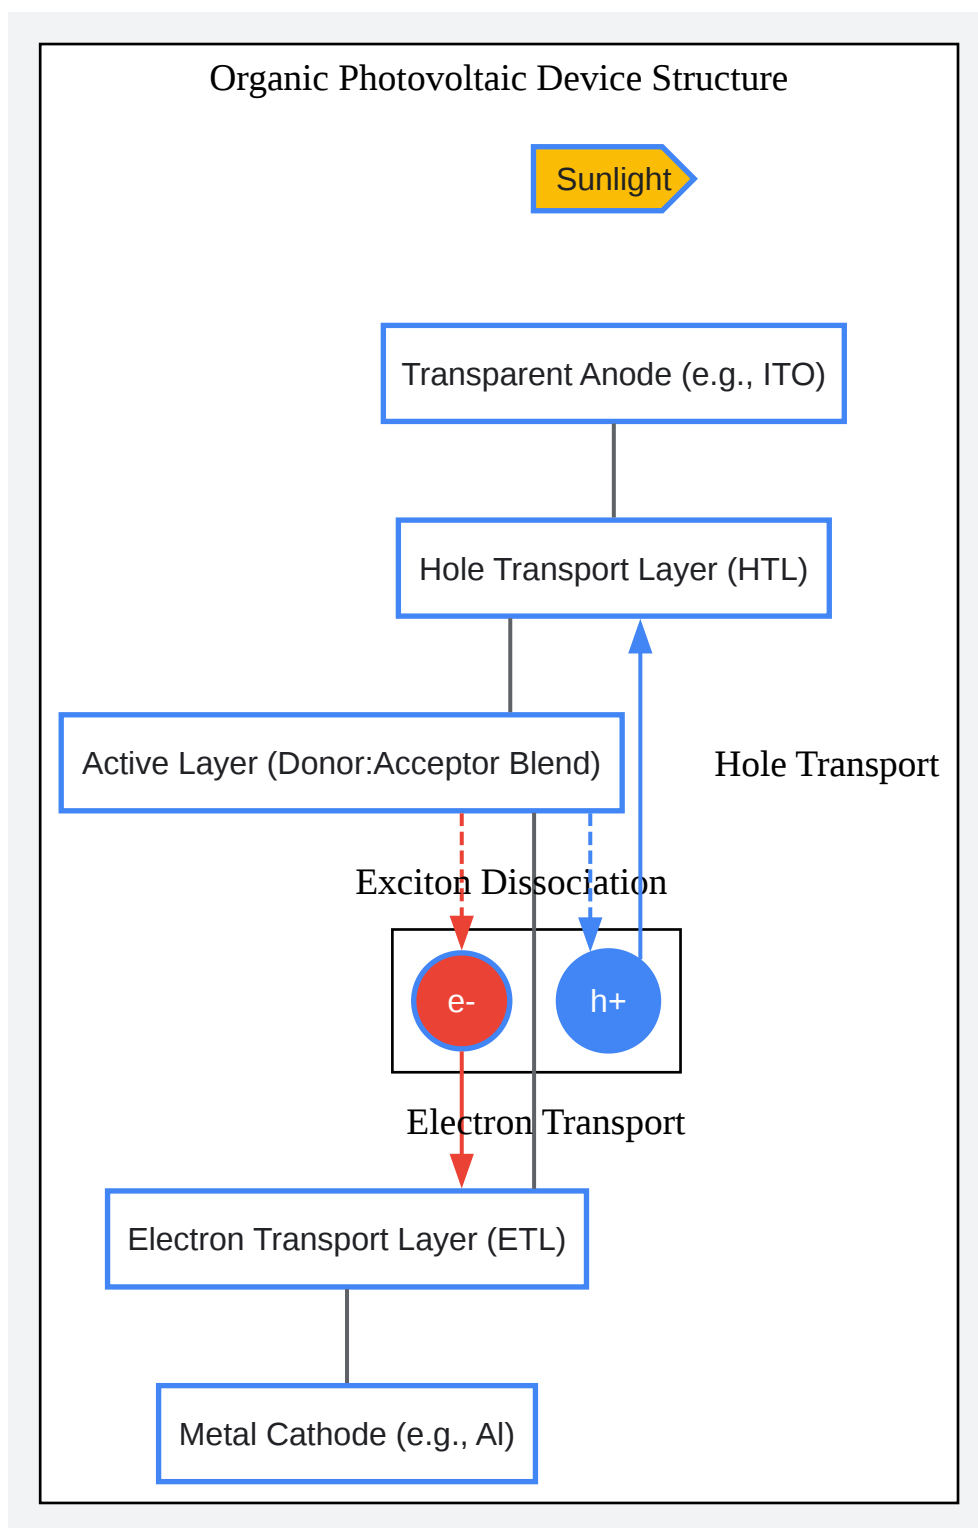 Organic Photovoltaic Device Structure
Sunlight
Transparent Anode (e.g., ITO)
Hole Transport Layer (HTL)
Active Layer (Donor:Acceptor Blend)
Hole Transport
Exciton Dissociation
e-
h+
Electron Transport
Electron Transport Layer (ETL)
Metal Cathode (e.g., Al)